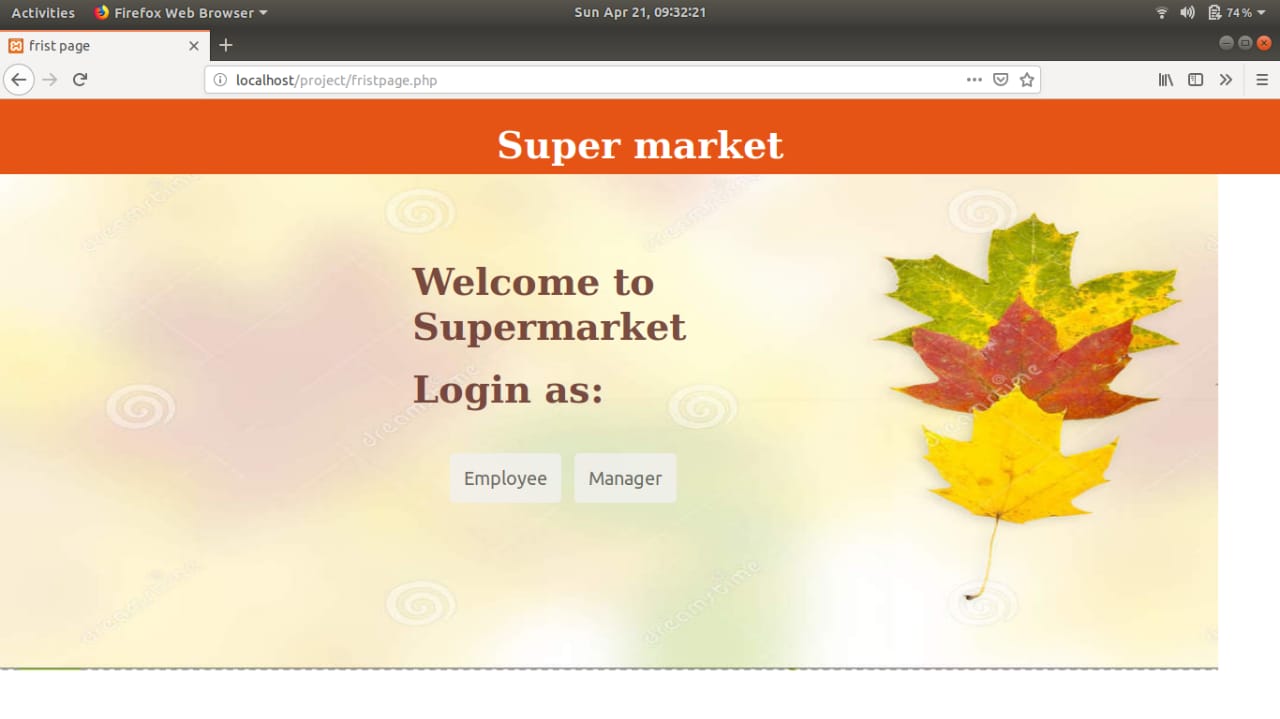 Activities Firefox Web Browser Sun Apr 21, 09:32:21 74%
frist page
localhost/project/fristpage.php
Super market
Welcome to
Supermarket
Login as:
Employee Manager
dreamstime
dreamstime
dreamstime
dreamstime
dreamstime
dreamstime